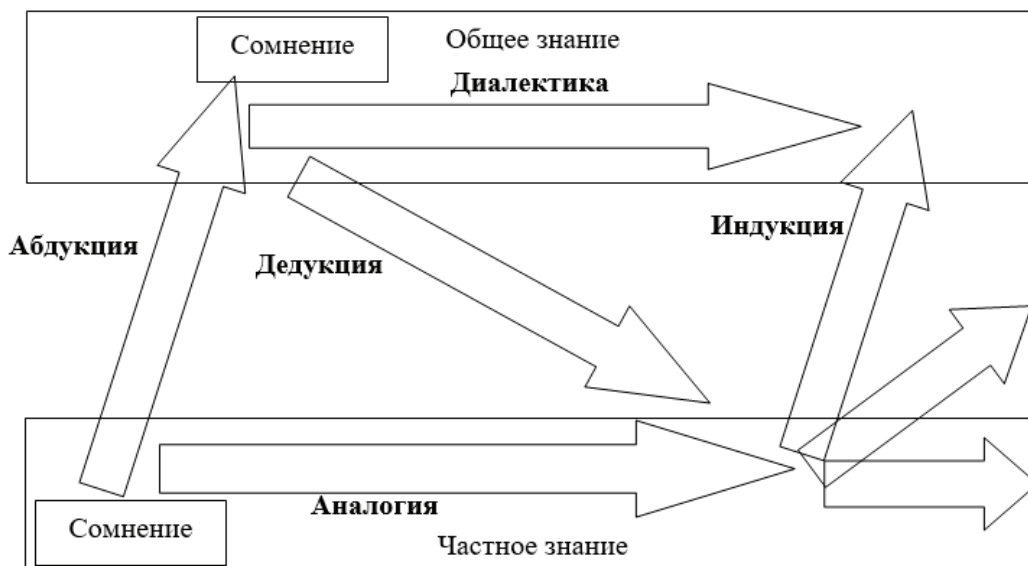 Сомнение
Общее знание
Диалектика
Абдукция
Дедукция
Индукция
Аналогия
Сомнение
Частное знание